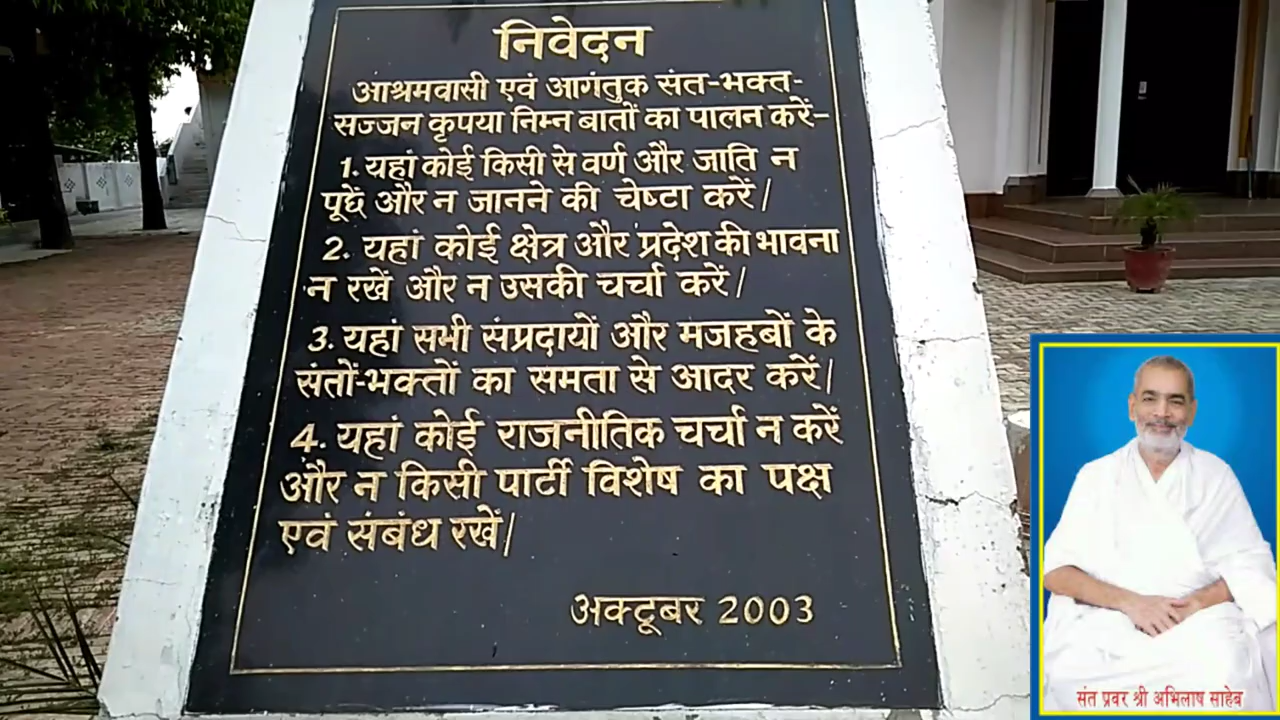 निवेदन
आश्रमवासी एवं आगंतुक संत-भक्त-
सज्जन कृपया निम्न बातों का पालन करें-
1. यहां कोई किसी से वर्ण और जाति न
पूछें और न जानने की चेष्टा करें/
2. यहां कोई क्षेत्र और प्रदेश की भावना
न रखें और न उसकी चर्चा करें/
3. यहां सभी संप्रदायों और मजहबों के
संतों-भक्तों का समता से आदर करें/
4. यहां कोई राजनीतिक चर्चा न करें
और न किसी पार्टी विशेष का पक्ष
एवं संबंध रखें/
अक्टूबर 2003
संत प्रवर श्री अभिलाष साहेब